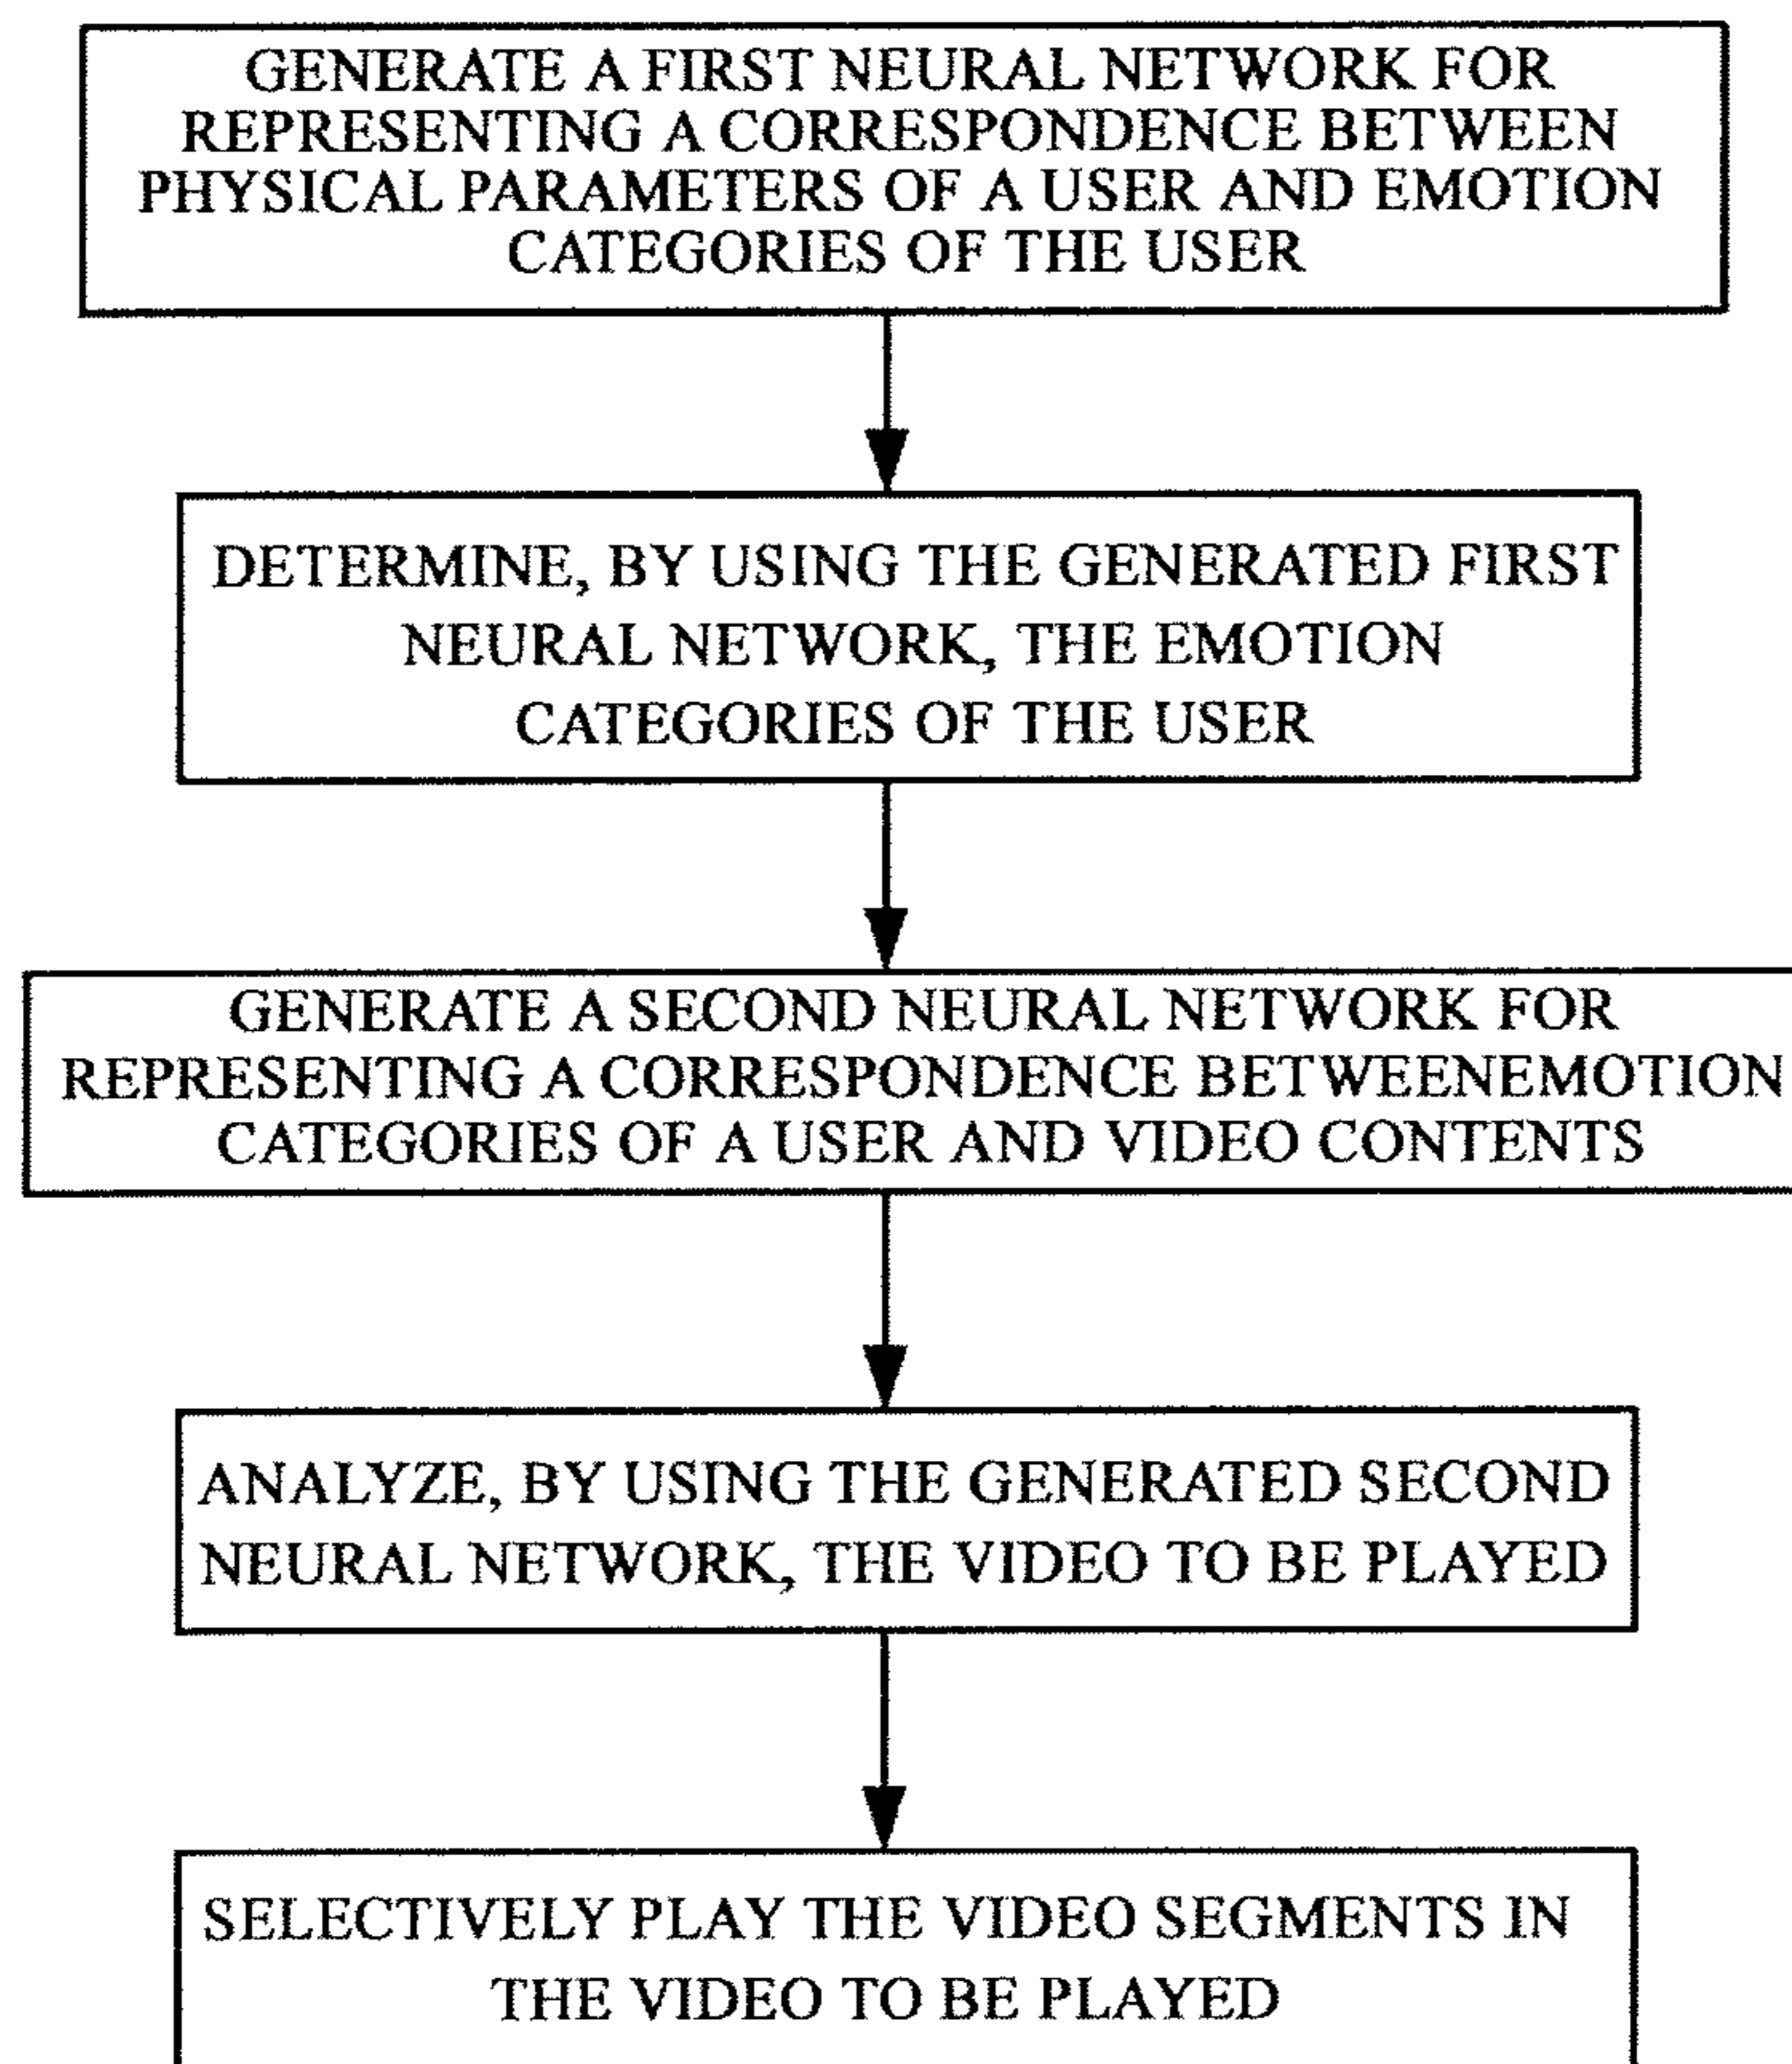 GENERATE A FIRST NEURAL NETWORK FOR
REPRESENTING A CORRESPONDENCE BETWEEN
PHYSICAL PARAMETERS OF A USER AND EMOTION
CATEGORIES OF THE USER
DETERMINE, BY USING THE GENERATED FIRST
NEURAL NETWORK, THE EMOTION
CATEGORIES OF THE USER
GENERATE A SECOND NEURAL NETWORK FOR
REPRESENTING A CORRESPONDENCE BETWEENEMOTION
CATEGORIES OF A USER AND VIDEO CONTENTS
ANALYZE, BY USING THE GENERATED SECOND
NEURAL NETWORK, THE VIDEO TO BE PLAYED
SELECTIVELY PLAY THE VIDEO SEGMENTS IN
THE VIDEO TO BE PLAYED